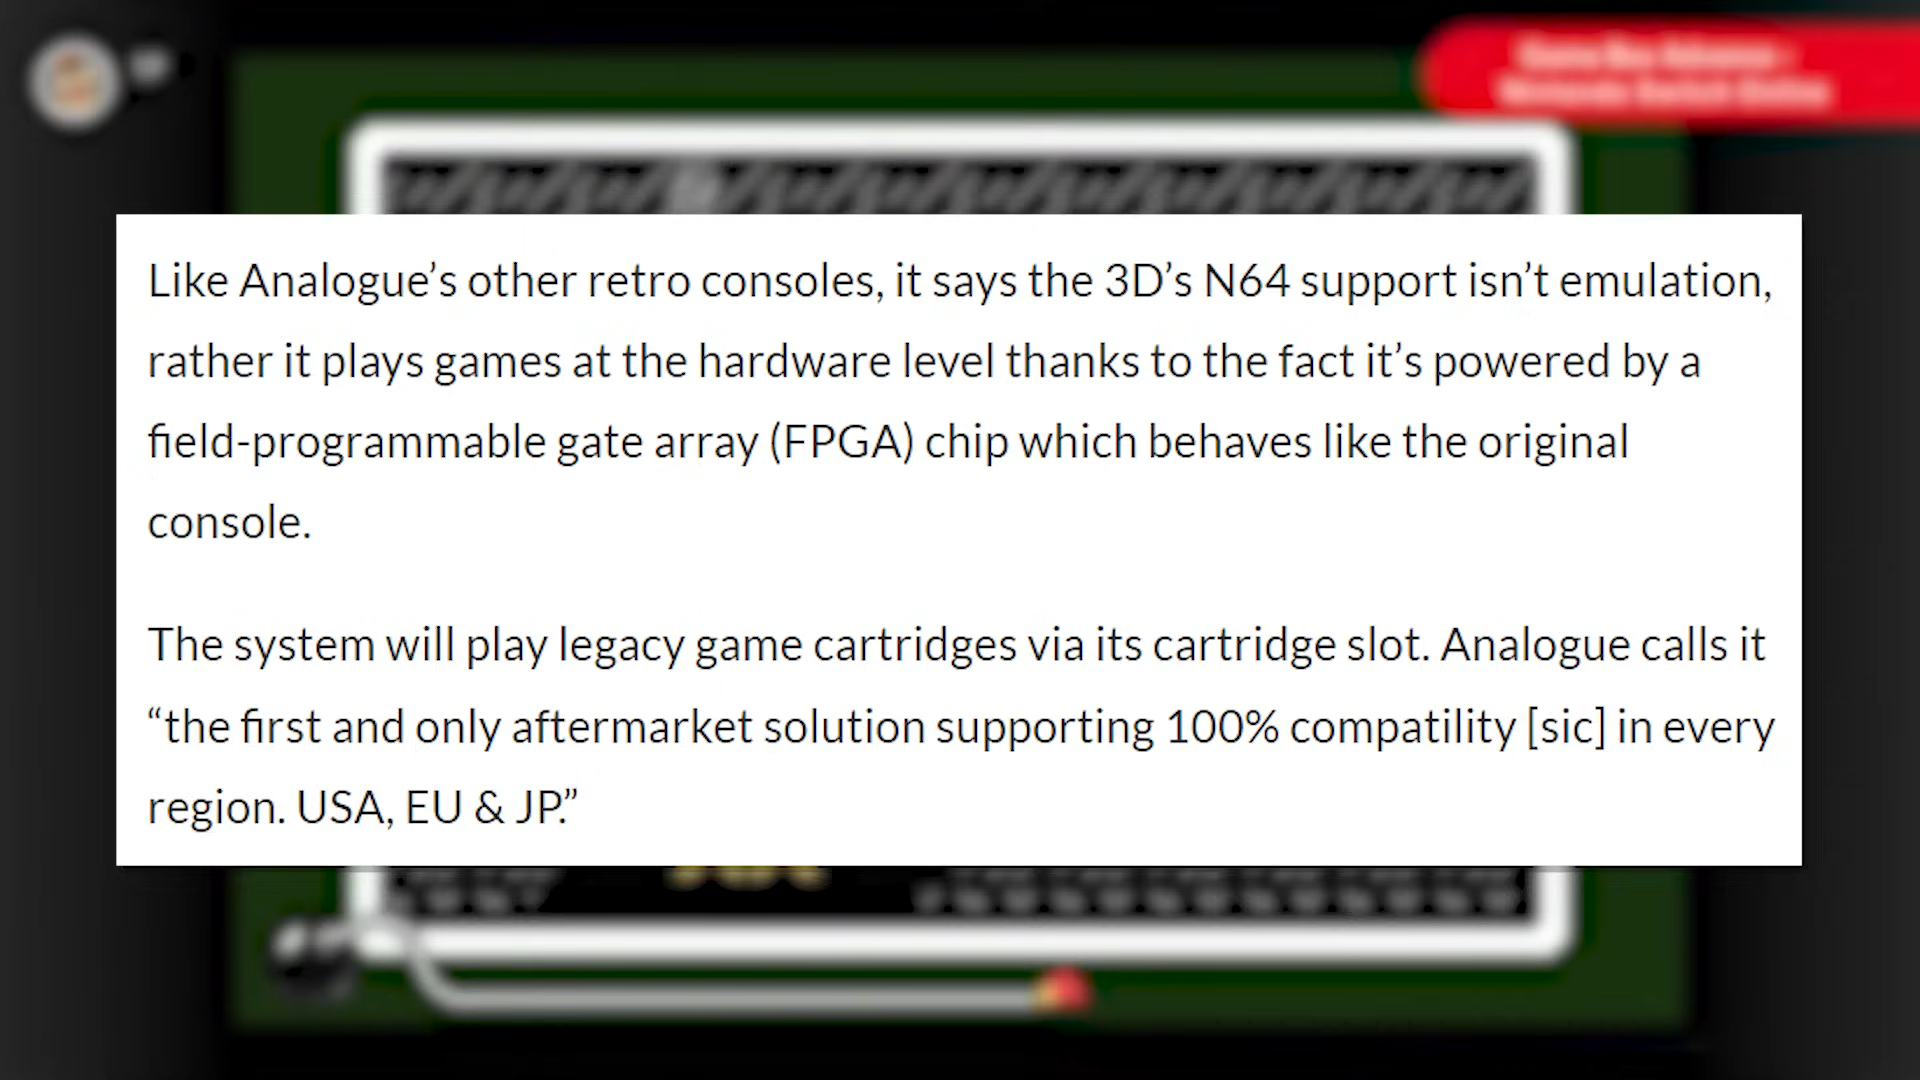 Like Analogue’s other retro consoles, it says the 3D’s N64 support isn’t emulation,
rather it plays games at the hardware level thanks to the fact it’s powered by a
field-programmable gate array (FPGA) chip which behaves like the original
console.
The system will play legacy game cartridges via its cartridge slot. Analogue calls it
“the first and only aftermarket solution supporting 100% compatility [sic] in every
region. USA, EU & JP.”